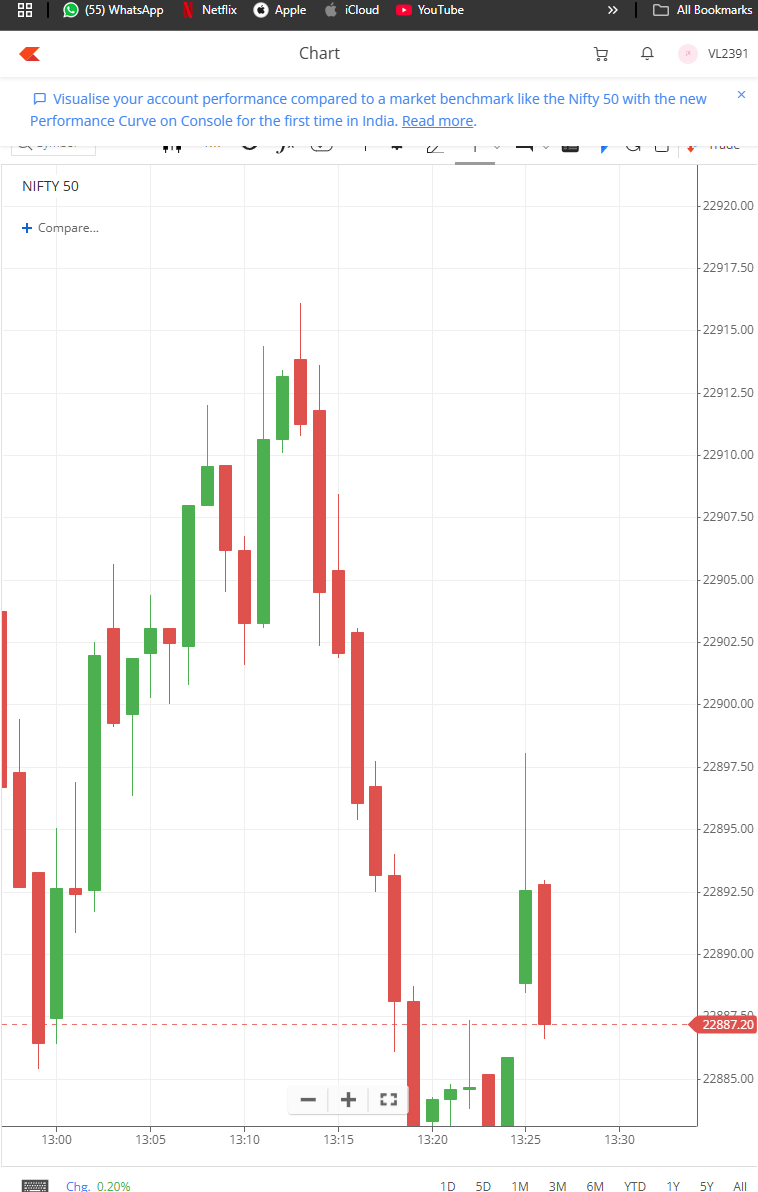 (55) WhatsApp Netflix Apple iCloud YouTube » All Bookmarks
Chart VL2391
Visualise your account performance compared to a market benchmark like the Nifty 50 with the new
Performance Curve on Console for the first time in India. Read more.
NIFTY 50
+ Compare...
22920.00
22917.50
22915.00
22912.50
22910.00
22907.50
22905.00
22902.50
22900.00
22897.50
22895.00
22892.50
22890.00
22887.50
22887.20
22885.00
13:00 13:05 13:10 13:15 13:20 13:25 13:30
Chg. 0.20% 1D 5D 1M 3M 6M YTD 1Y 5Y All